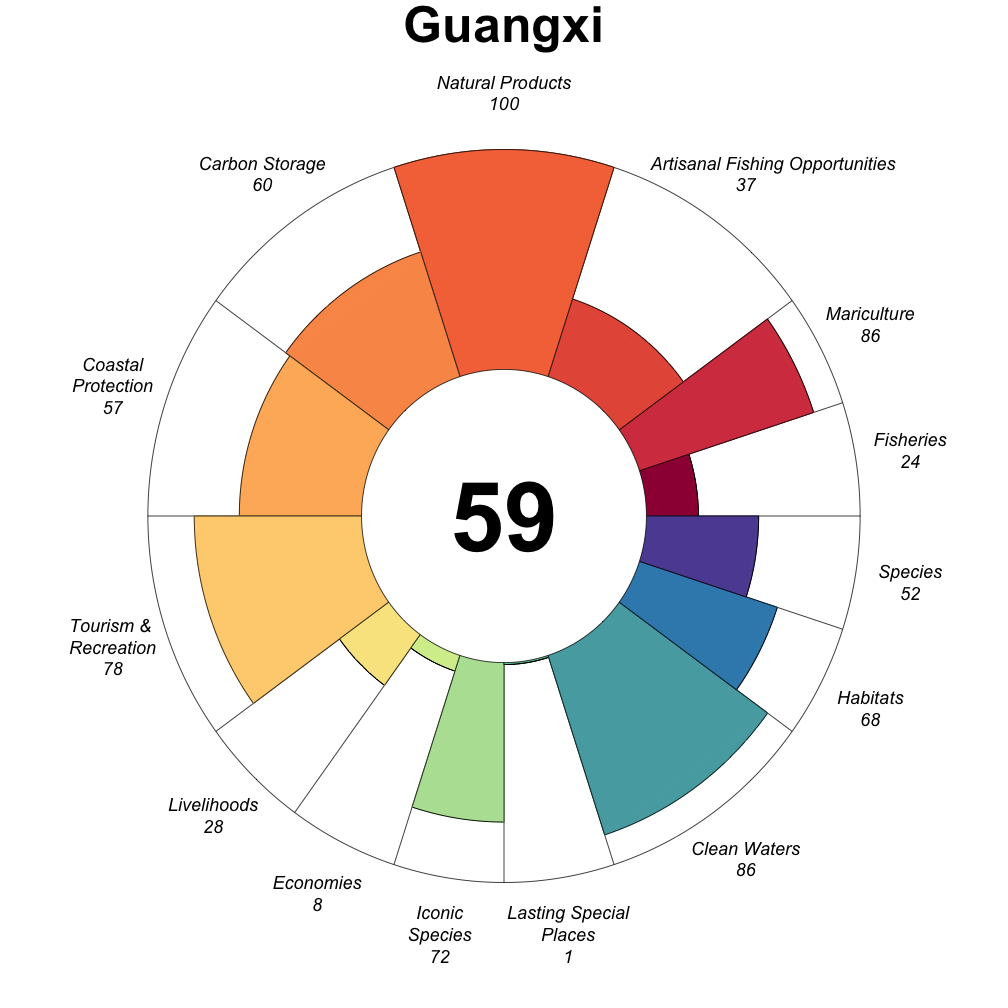 Guangxi
Natural Products
100
Carbon Storage
60
Artisanal Fishing Opportunities
37
Mariculture
86
Coastal
Protection
57
Fisheries
24
59
Species
52
Tourism &
Recreation
78
Habitats
68
Livelihoods
28
Clean Waters
86
Economies
8
Iconic
Species
72
Lasting Special
Places
1